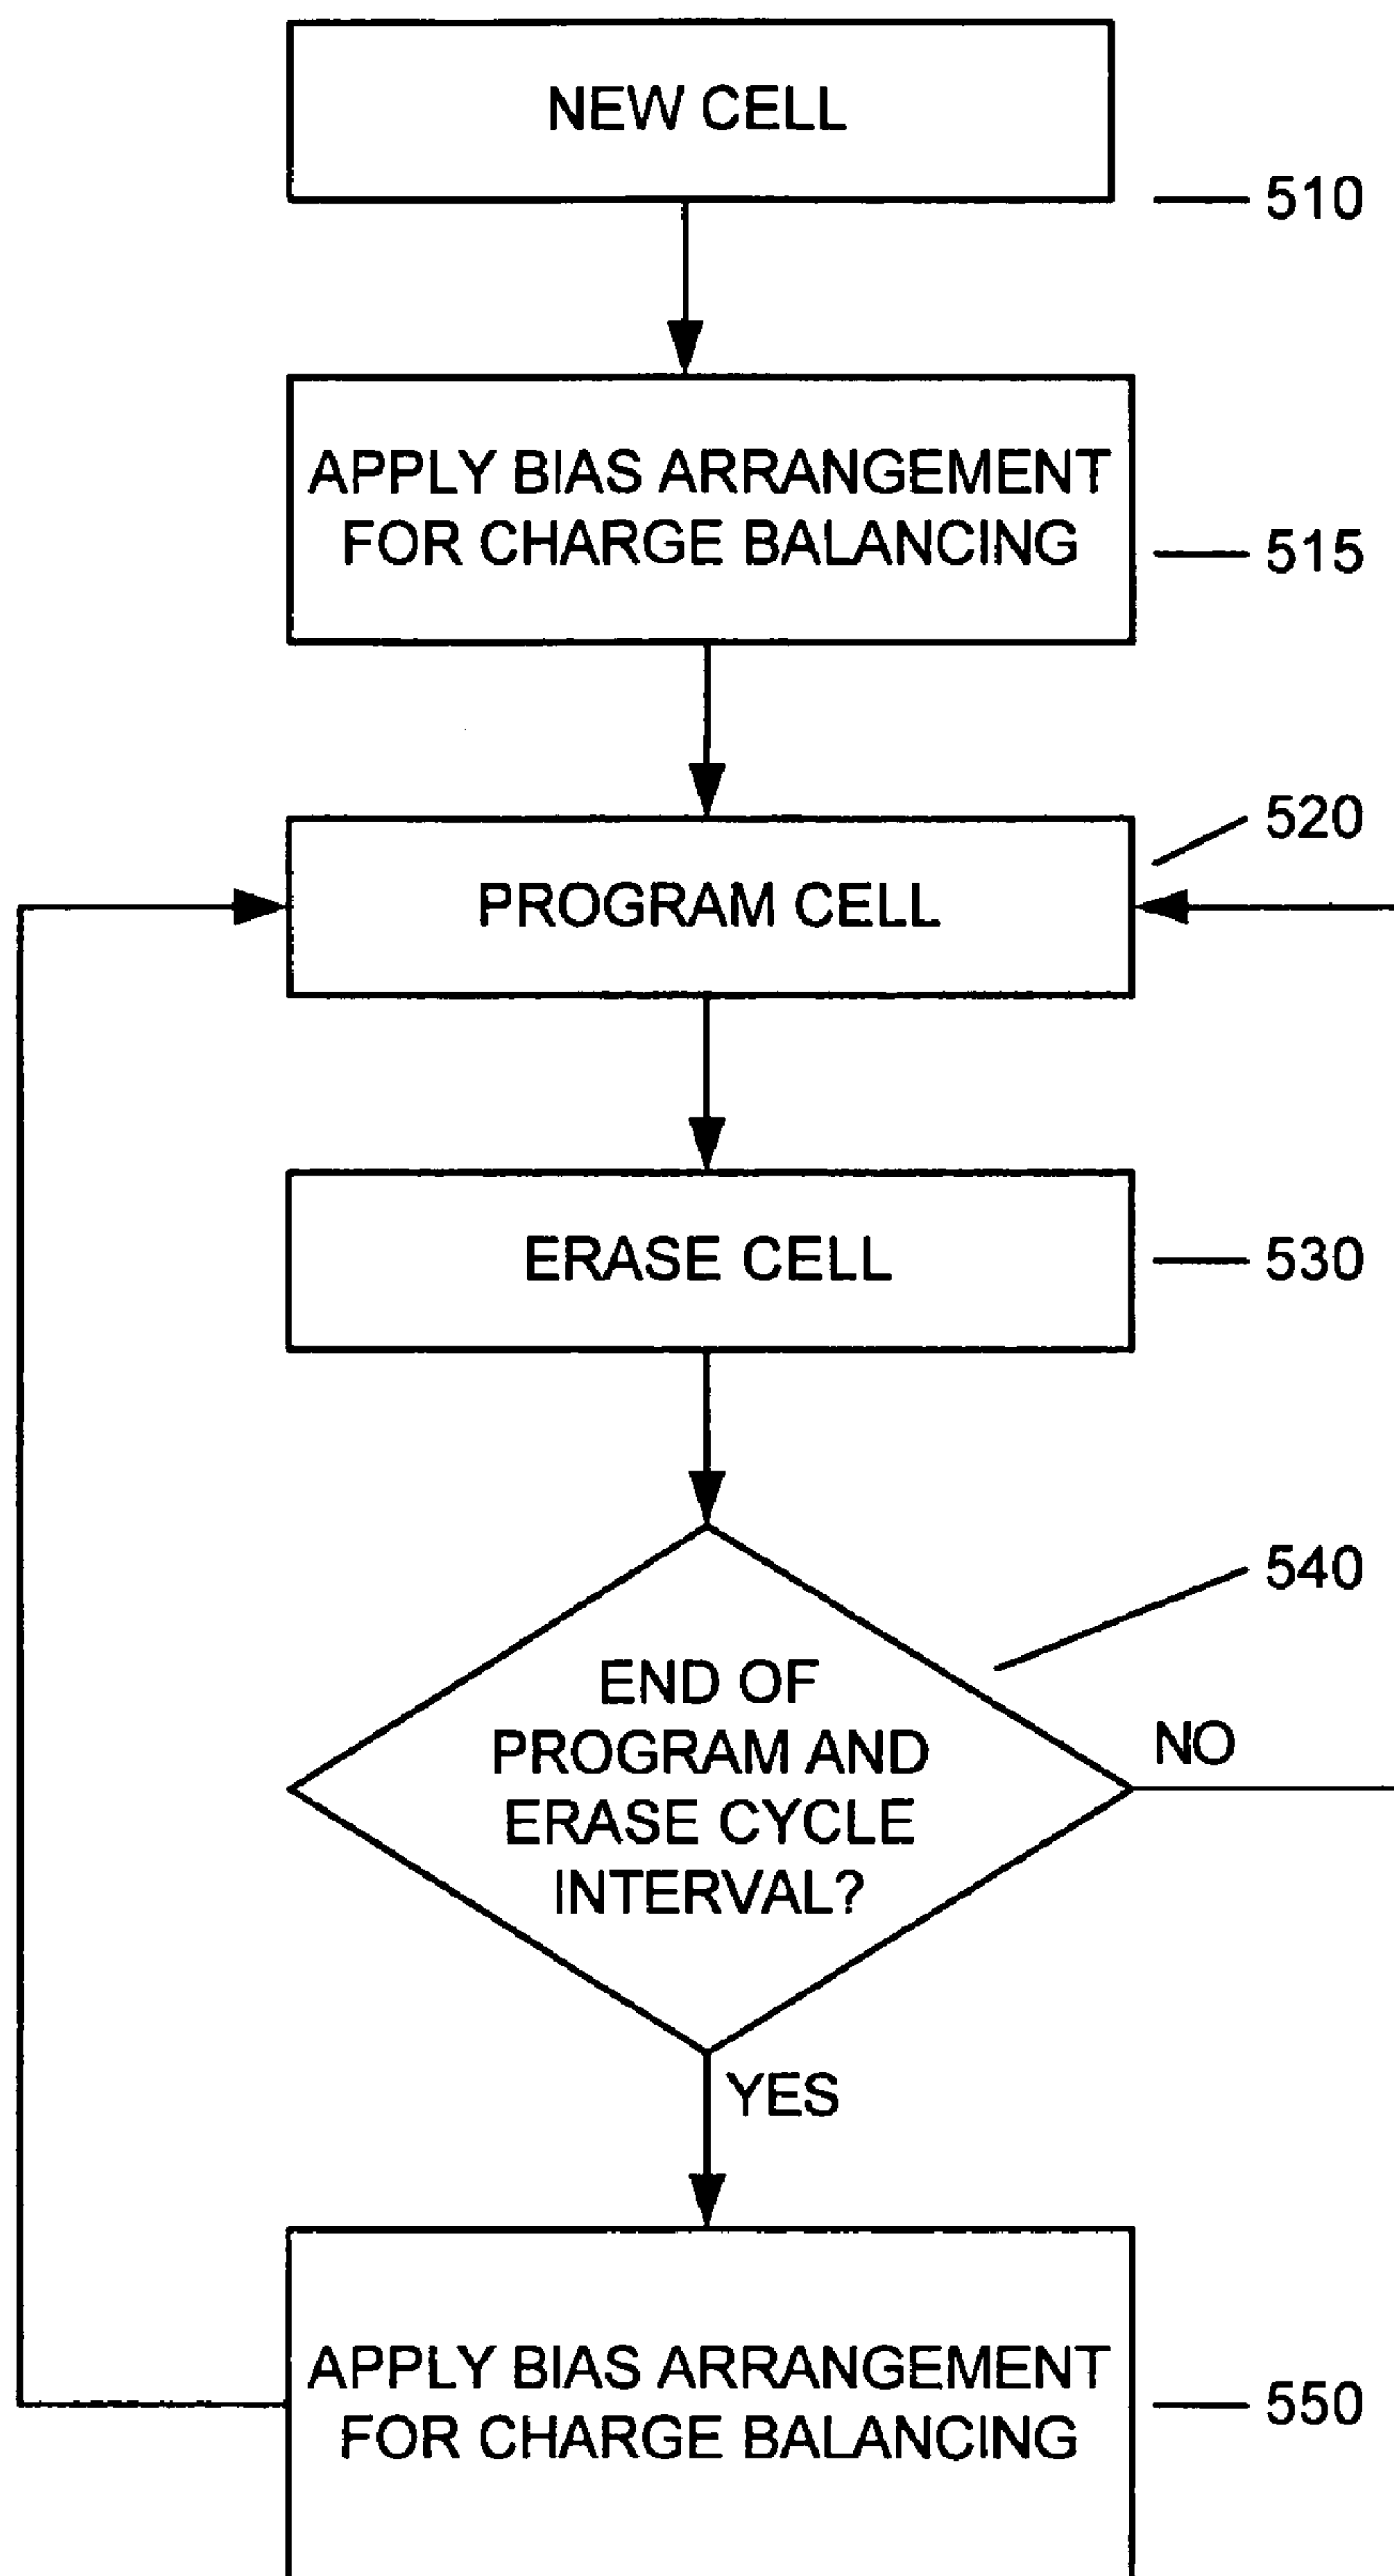 NEW CELL
510
APPLY BIAS ARRANGEMENT
FOR CHARGE BALANCING
515
520
PROGRAM CELL
ERASE CELL
530
540
END OF
PROGRAM AND
ERASE CYCLE
INTERVAL?
NO
YES
APPLY BIAS ARRANGEMENT
FOR CHARGE BALANCING
550